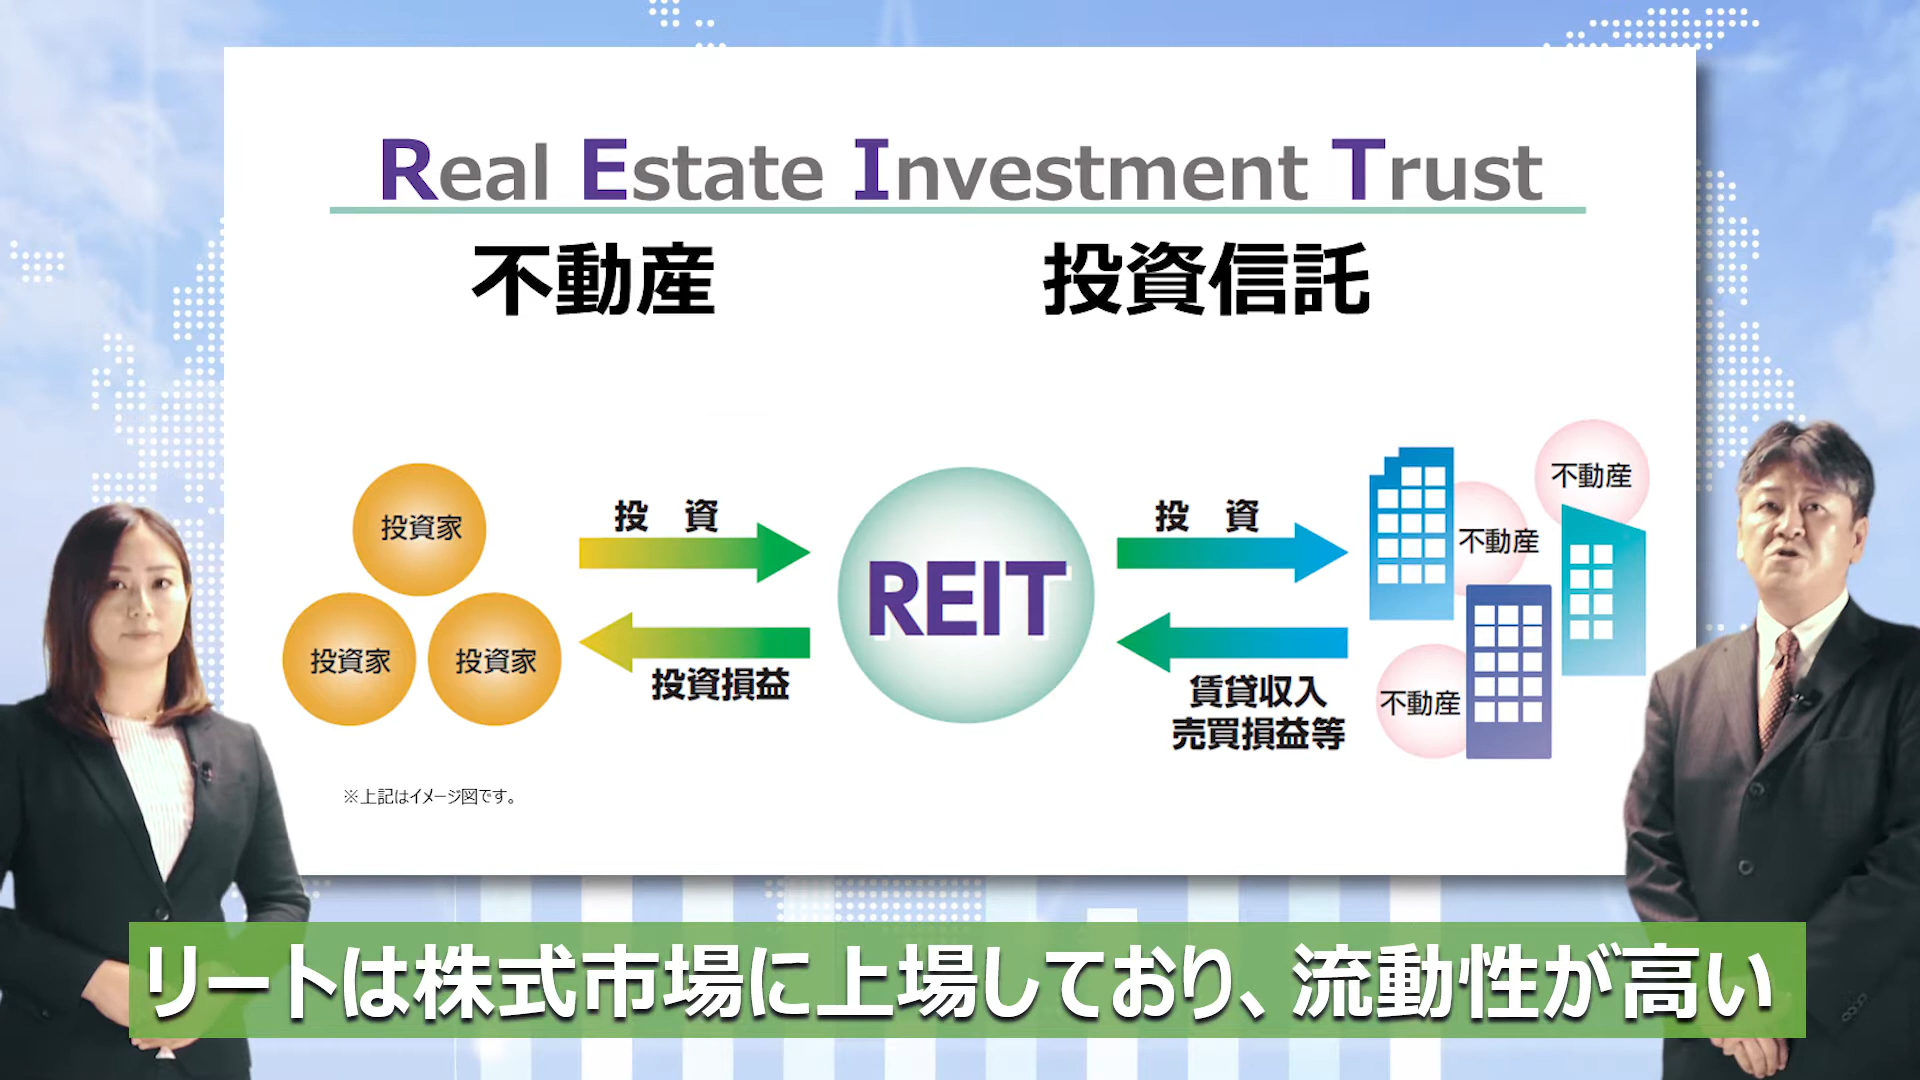 Real Estate Investment Trust
不動産 投資信託
投資家
投資家
投資家
投 資
投資損益
REIT
投 資
賃貸収入
売買損益等
不動産
不動産
不動産
※上記はイメージ図です。
リートは株式市場に上場しており、流動性が高い